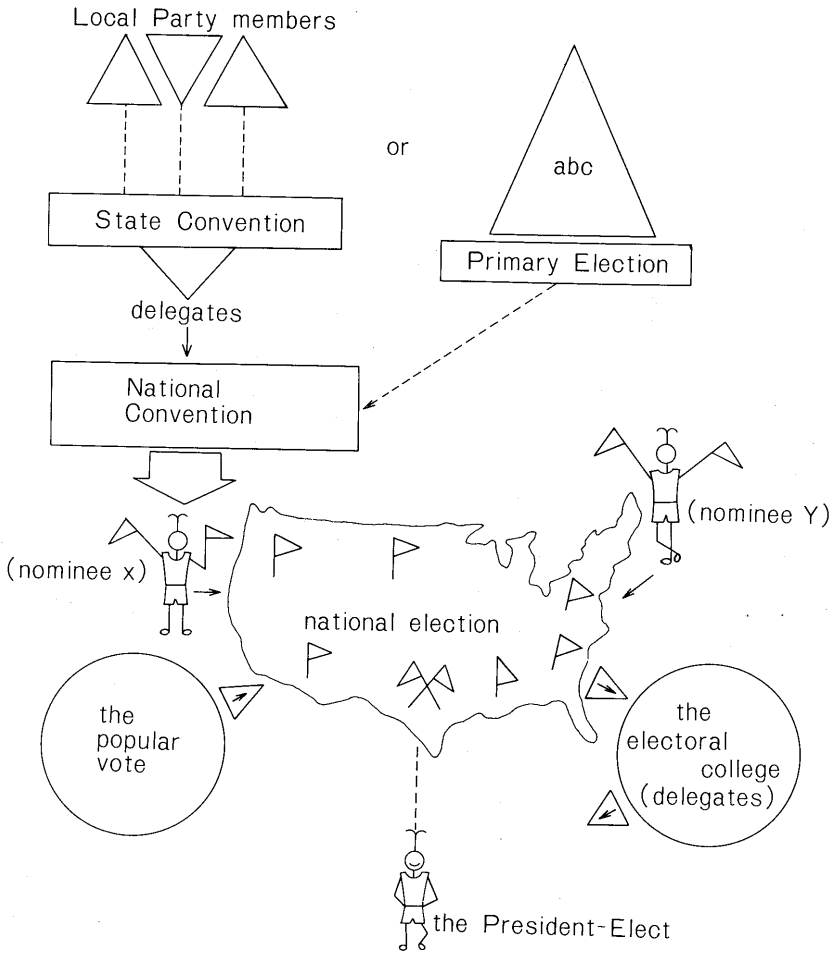 Local Party members
or
abc
State Convention
Primary Election
delegates
National
Convention
(nominee Y)
(nominee x)
national election
the
popular
vote
the
electoral
college
(delegates)
the President-Elect